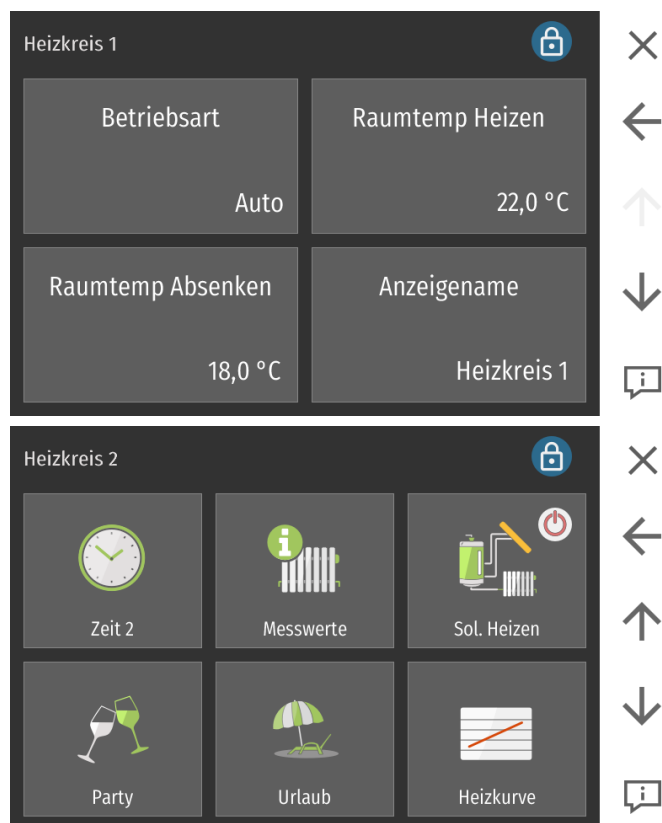 Heizkreis 1
Betriebsart
Auto
Raumtemp Heizen
22,0 °C
Raumtemp Absenken
18,0 °C
Anzeigename
Heizkreis 1
Heizkreis 2
Zeit 2
Messwerte
Sol. Heizen
Party
Urlaub
Heizkurve